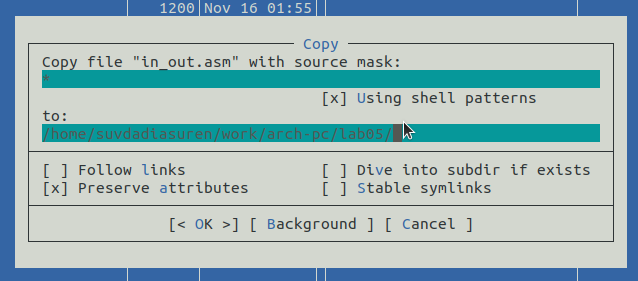 1200 Nov 16 01:55
Copy
Copy file "in_out.asm" with source mask:
*
[x] Using shell patterns
to:
/home/suvdadiasuren/work/arch-pc/lab05/
[ ] Follow links [ ] Dive into subdir if exists
[x] Preserve attributes [ ] Stable symlinks
[< OK >] [ Background ] [ Cancel ]